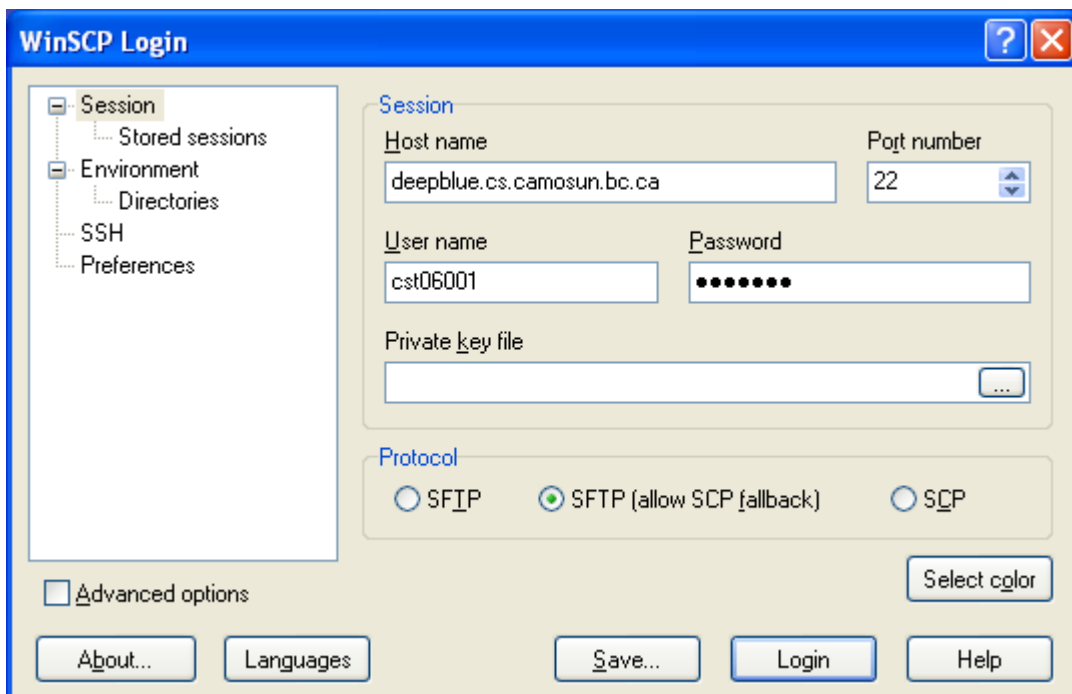 WinSCP Login
Session
Stored sessions
Environment
Directories
SSH
Preferences
Session
Host name
Port number
deepblue.cs.camosun.bc.ca
22
User name
Password
cst06001
•••••••
Private key file
...
Protocol
SFTP
SFTP (allow SCP fallback)
SCP
Select color
Advanced options
About...
Languages
Save...
Login
Help